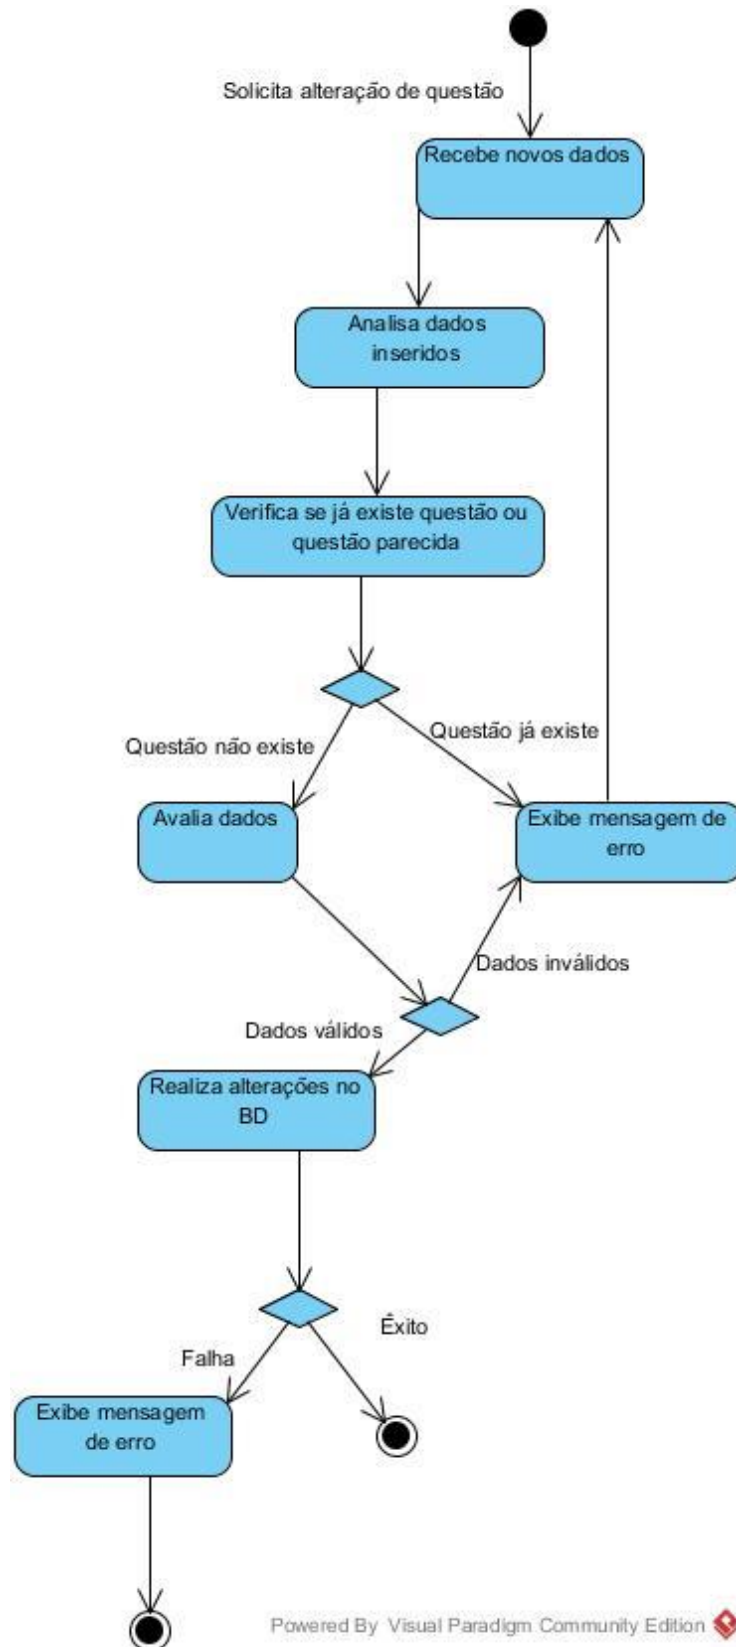 Solicita alteração de questão
Recebe novos dados
Analisa dados
inseridos
Verifica se já existe questão ou
questão parecida
Questão não existe
Questão já existe
Avalia dados
Exibe mensagem de
erro
Dados inválidos
Dados válidos
Realiza alterações no
BD
Êxito
Falha
Exibe mensagem
de erro
Powered By Visual Paradigm Community Edition